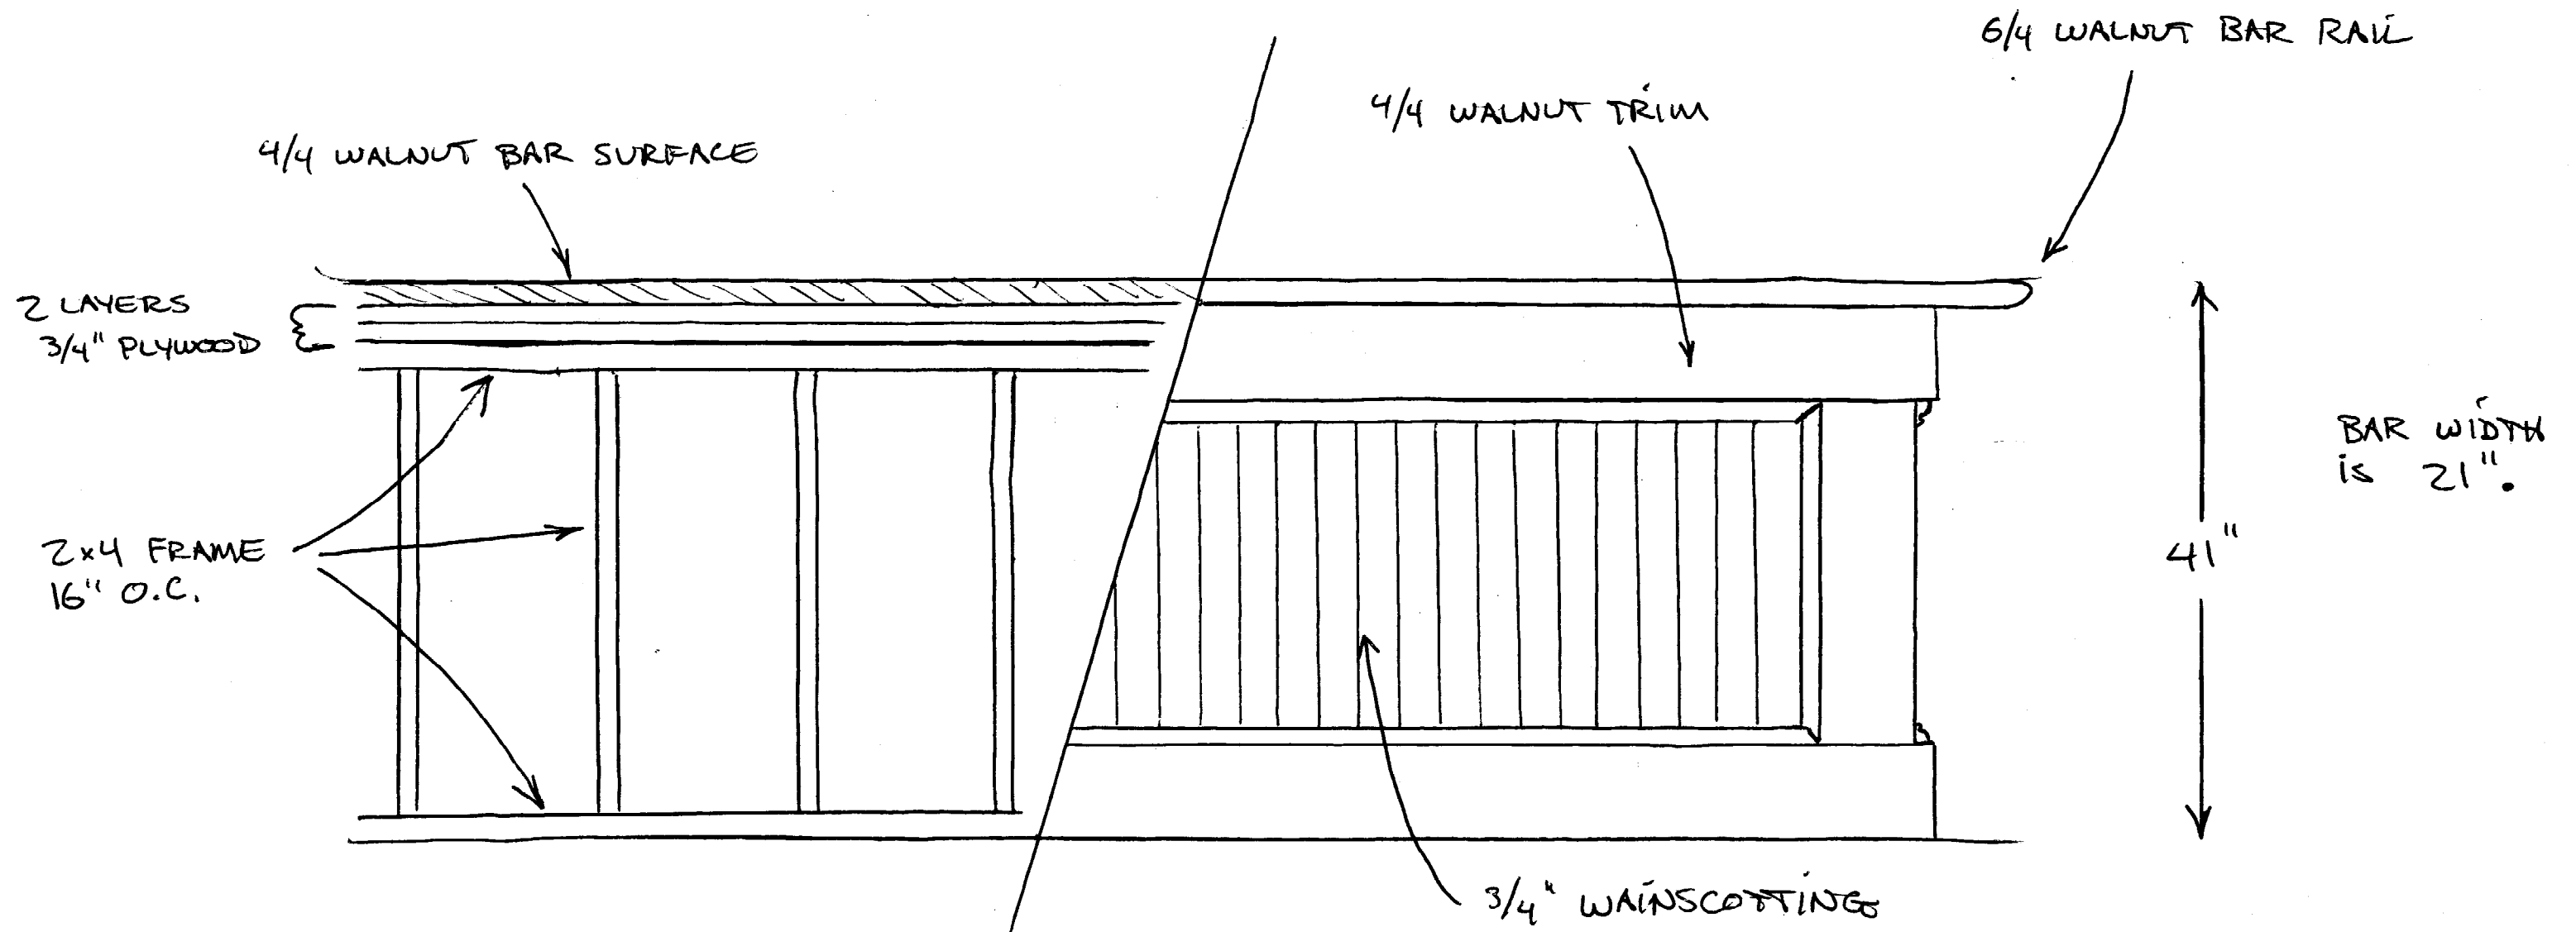 6/4 WALNUT BAR RAIL
4/4 WALNUT TRIM
4/4 WALNUT BAR SURFACE
2 LAYERS
3/4" PLYWOOD
BAR WIDTH
is 21".
2x4 FRAME
16" O.C.
41"
3/4" WAINSCOTTING